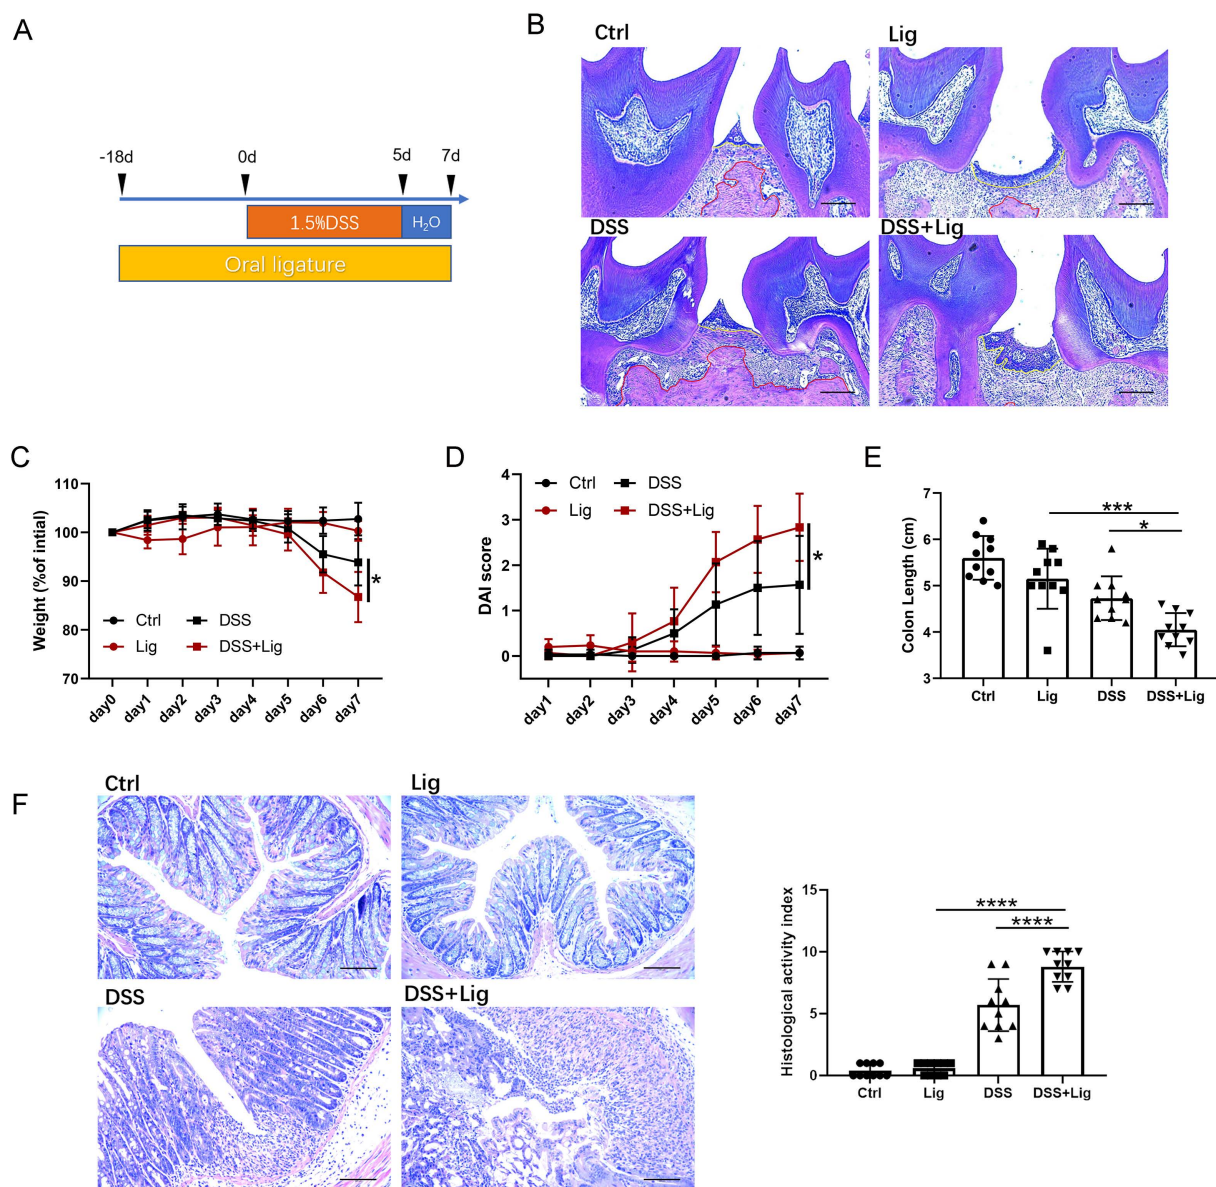 A
-18d 0d 5d 7d
1.5%DSS H₂O
Oral ligature
B
Ctrl Lig
DSS DSS+Lig
C
Weight (%of intial)
110
100
90
80
70
Ctrl DSS
Lig DSS+Lig
*
day0 day1 day2 day3 day4 day5 day6 day7
D
DAI score
4
3
2
1
0
Ctrl DSS
Lig DSS+Lig
*
day1 day2 day3 day4 day5 day6 day7
E
Colon Length (cm)
7
6
5
4
3
***
*
Ctrl Lig DSS DSS+Lig
F
Ctrl Lig
DSS DSS+Lig
Histological activity index
15
10
5
0
****
****
Ctrl Lig DSS DSS+Lig